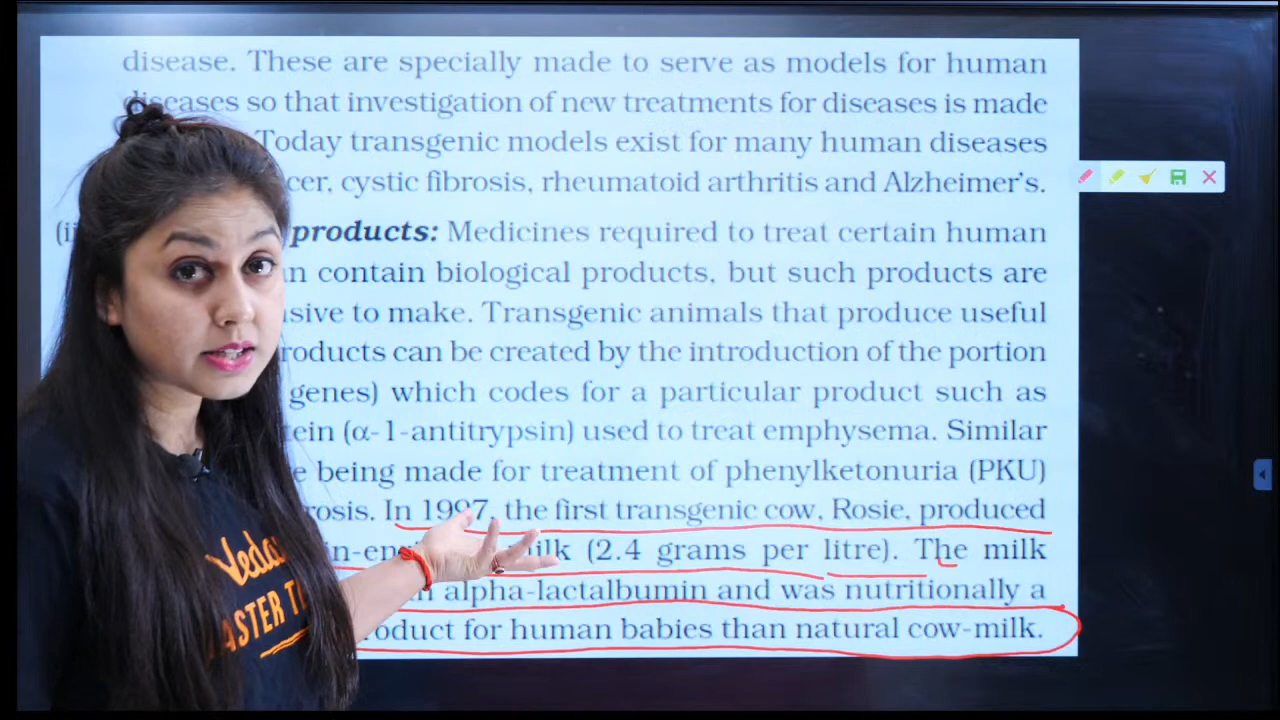 disease. These are specially made to serve as models for human
diseases so that investigation of new treatments for diseases is made
Today transgenic models exist for many human diseases
cer, cystic fibrosis, rheumatoid arthritis and Alzheimer's.
products: Medicines required to treat certain human
contain biological products, but such products are
sive to make. Transgenic animals that produce useful
roducts can be created by the introduction of the portion
genes) which codes for a particular product such as
tein (α-1-antitrypsin) used to treat emphysema. Similar
being made for treatment of phenylketonuria (PKU)
rosis. In 1997, the first transgenic cow, Rosie, produced
milk (2.4 grams per litre). The milk
alpha-lactalbumin and was nutritionally a
roduct for human babies than natural cow-milk.
Vedan
ASTER T